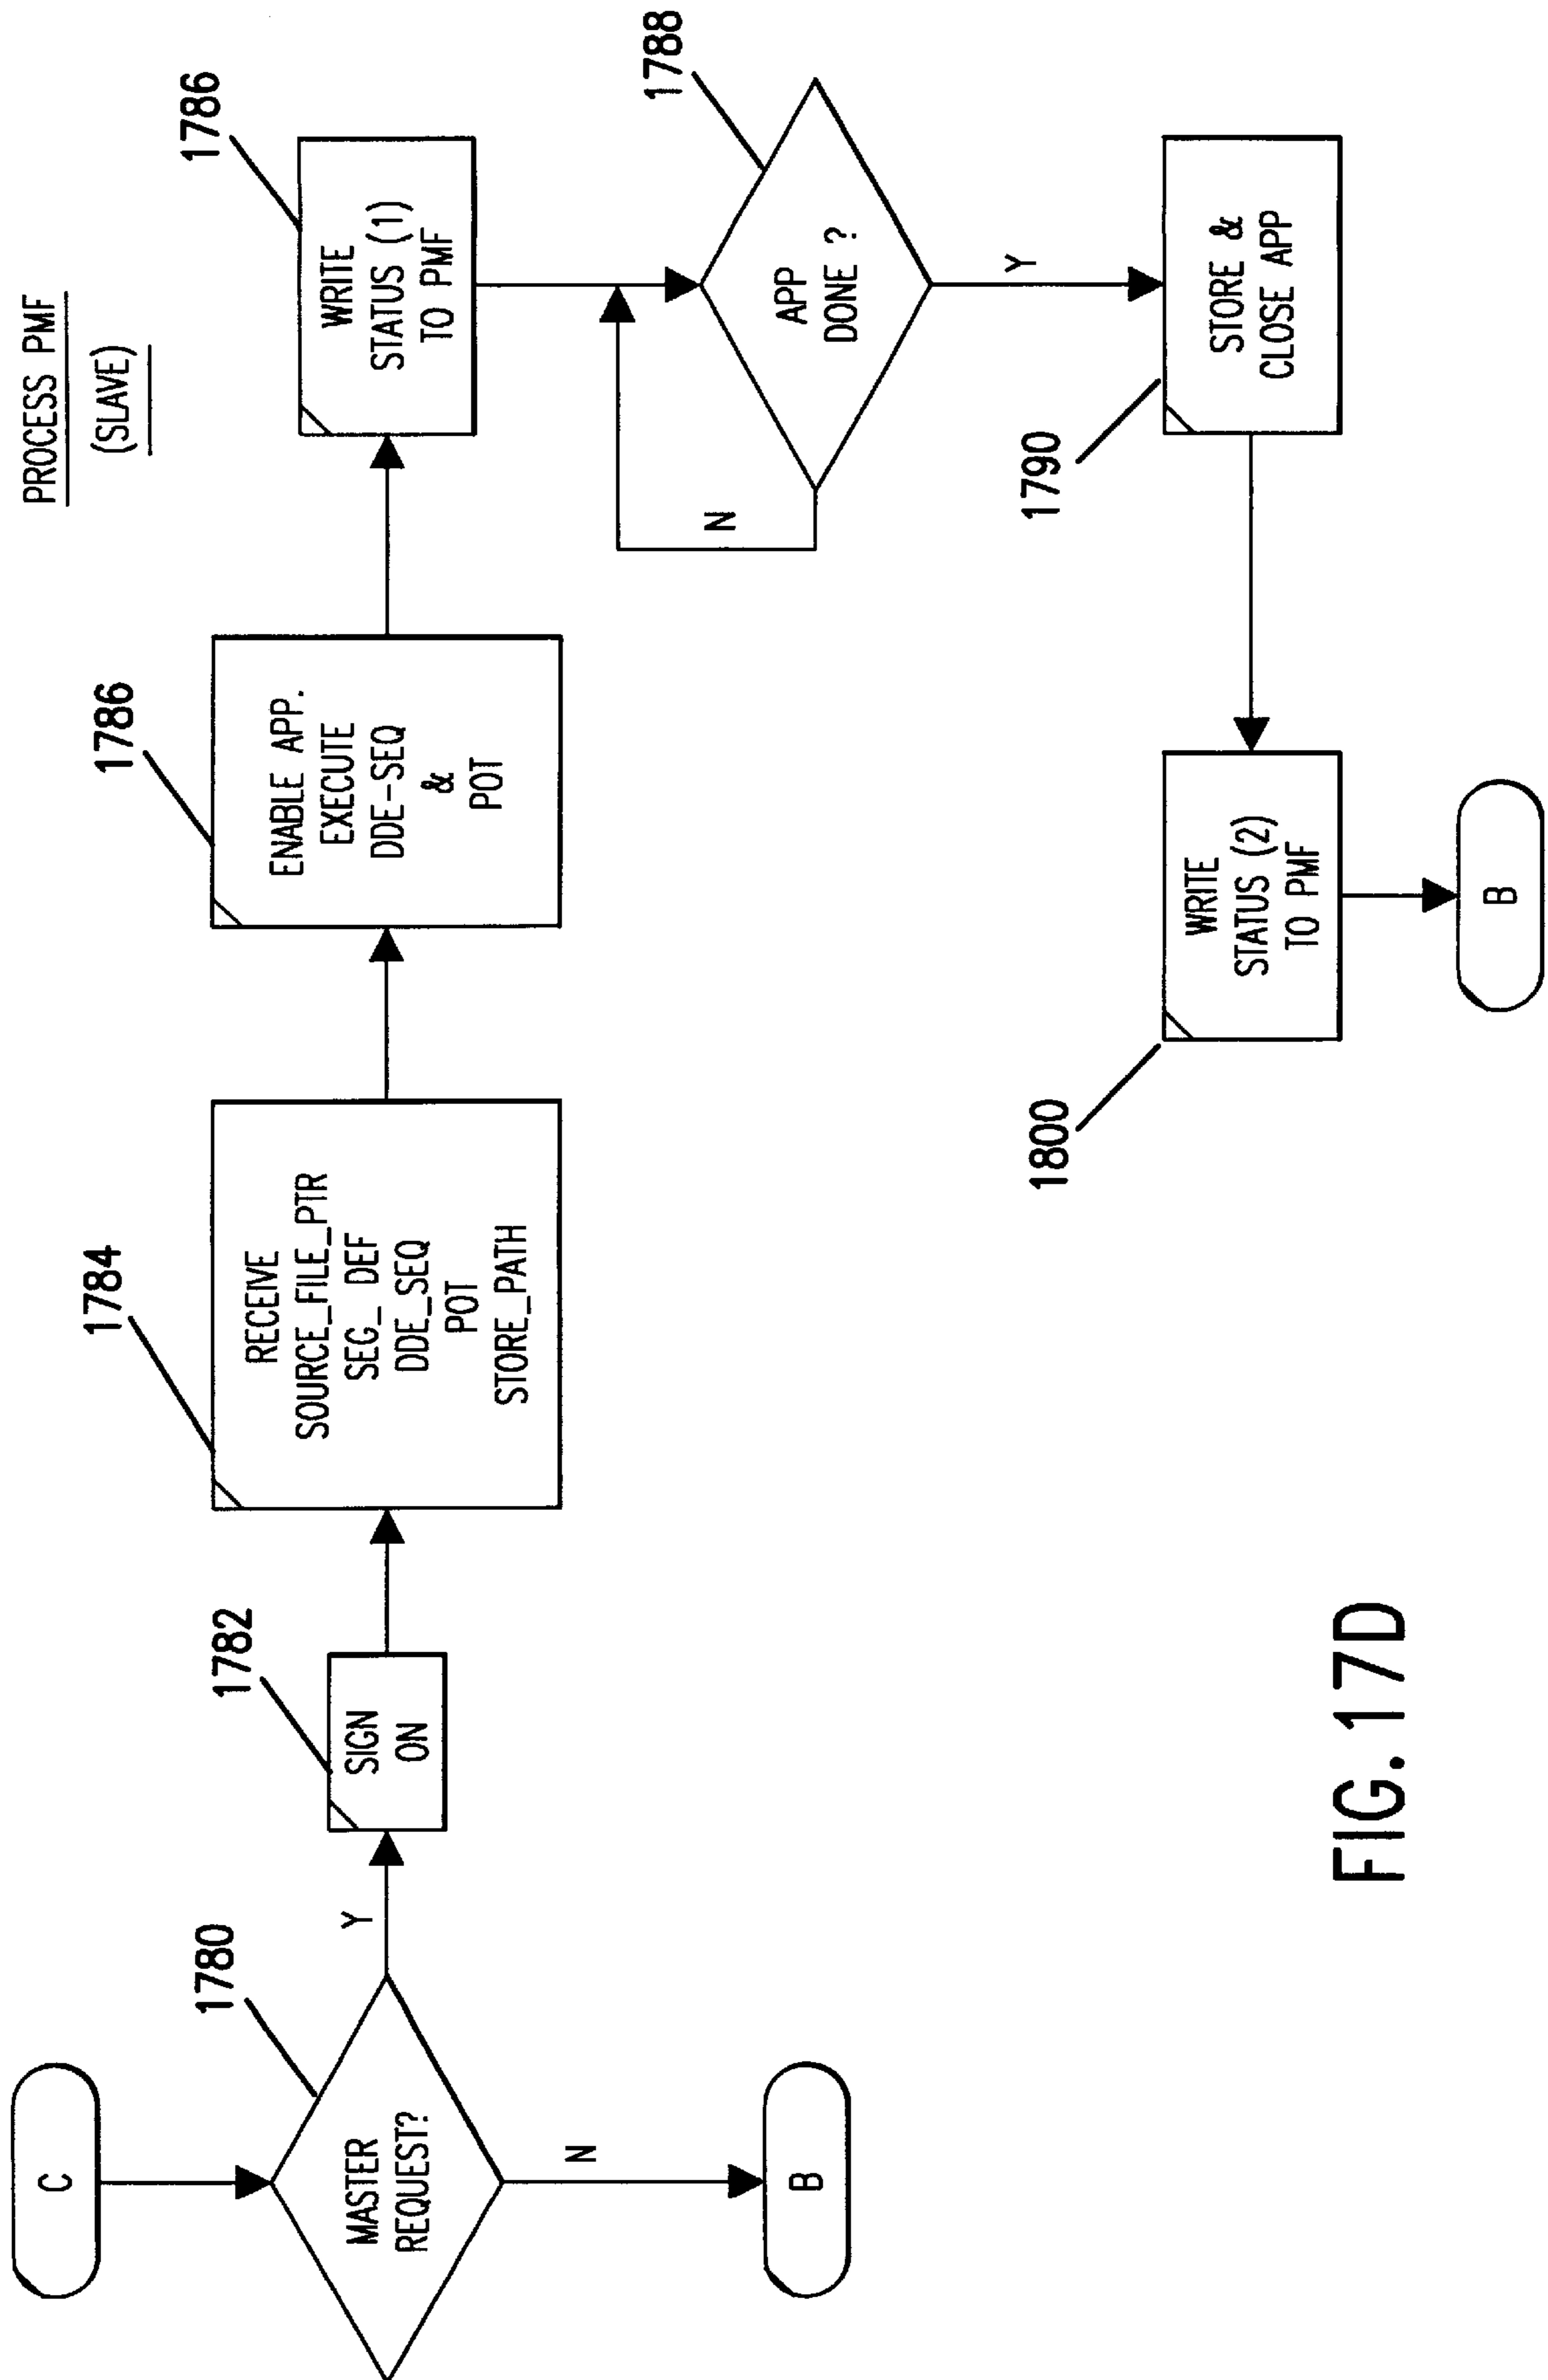 PROCESS PMF
(SLAVE)
C
1780
MASTER
REQUEST?
Y
N
B
1782
SIGN
ON
1784
RECEIVE
SOURCE_FILE_PTR
SEG_ DEF
DDE_SEQ
POT
STORE_PATH
1786
ENABLE APP.
EXECUTE
DDE-SEQ
&
POT
1786
WRITE
STATUS (1)
TO PMF
1788
APP
DONE ?
N
Y
1790
STORE &
CLOSE APP
1800
WRITE
STATUS (2)
TO PMF
B
FIG. 17D